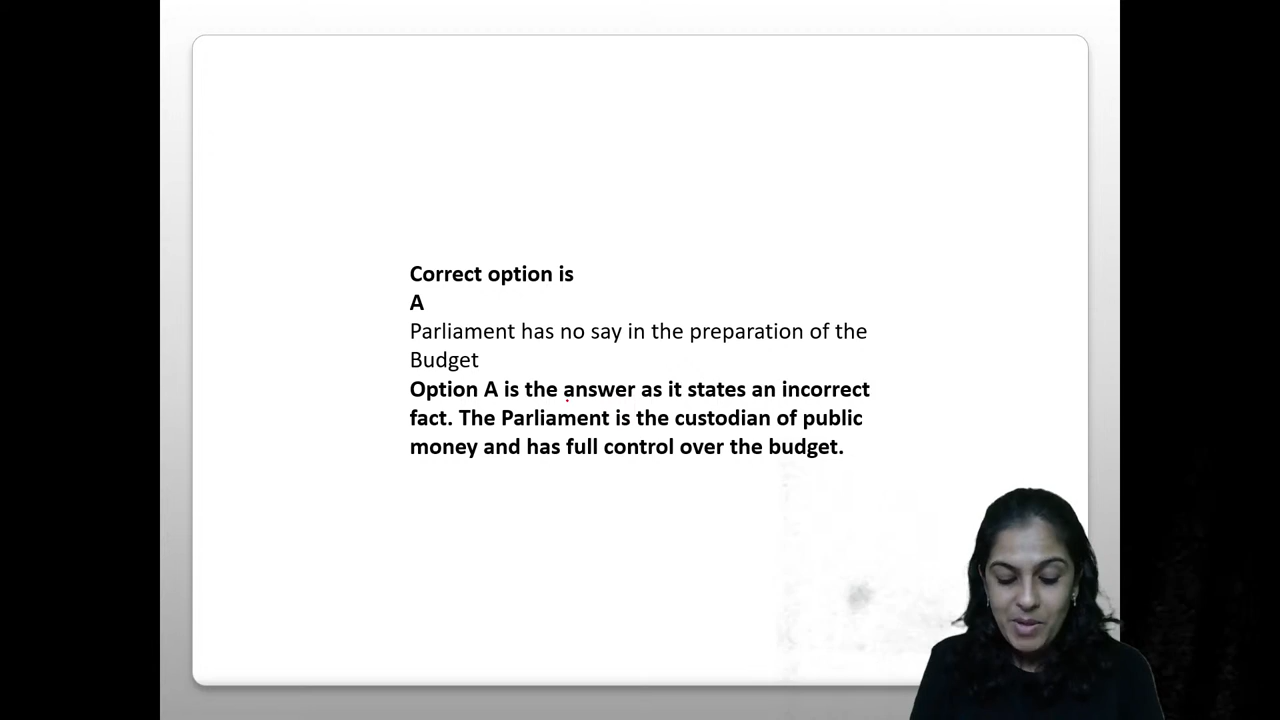 Correct option is
A
Parliament has no say in the preparation of the
Budget
Option A is the answer as it states an incorrect
fact. The Parliament is the custodian of public
money and has full control over the budget.